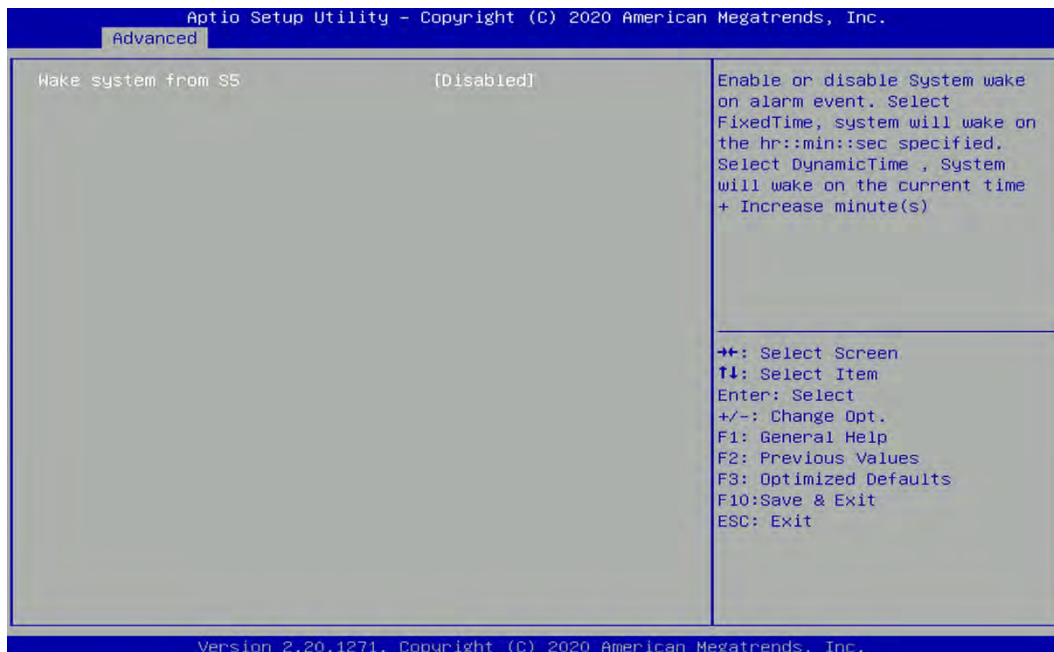 Aptio Setup Utility – Copyright (C) 2020 American Megatrends, Inc.
Advanced
Wake system from S5 [Disabled]
Enable or disable System wake
on alarm event. Select
FixedTime, system will wake on
the hr::min::sec specified.
Select DynamicTime , System
will wake on the current time
+ Increase minute(s)
→←: Select Screen
↑↓: Select Item
Enter: Select
+/-: Change Opt.
F1: General Help
F2: Previous Values
F3: Optimized Defaults
F10:Save & Exit
ESC: Exit
Version 2.20.1271. Copyright (C) 2020 American Megatrends, Inc.